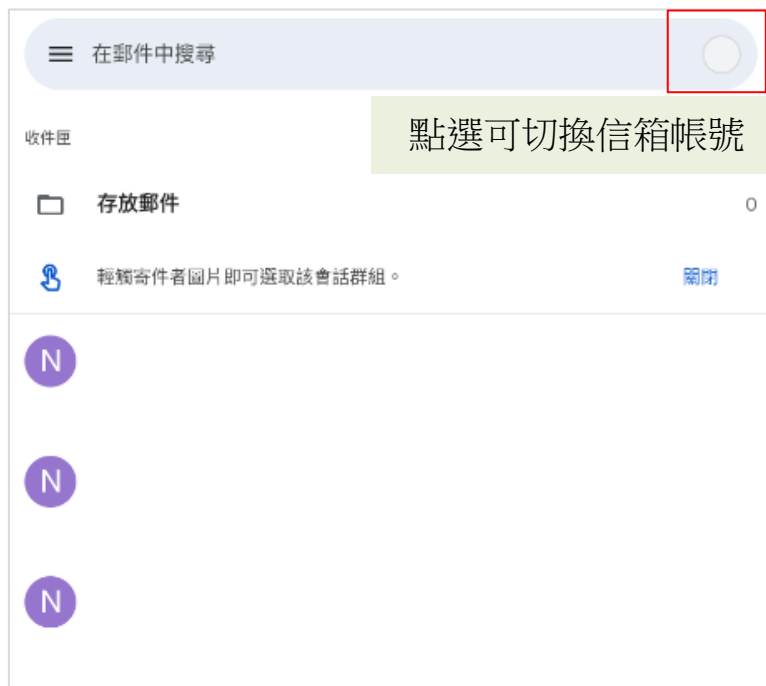 在郵件中搜尋
點選可切換信箱帳號
收件匣
存放郵件 0
輕觸寄件者圖片即可選取該會話群組。 關閉
N
N
N